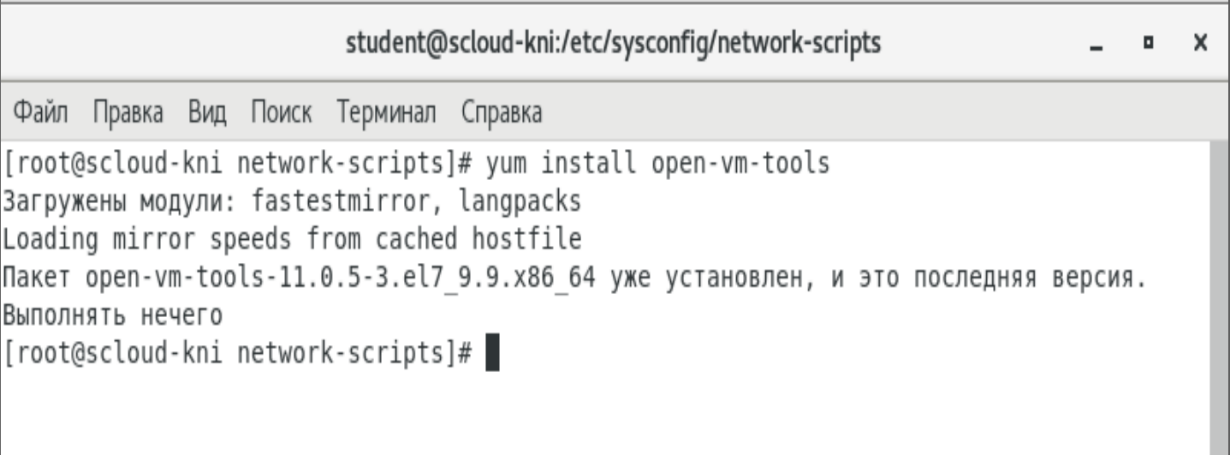 student@scloud-kni:/etc/sysconfig/network-scripts
Файл Правка Вид Поиск Терминал Справка
[root@scloud-kni network-scripts]# yum install open-vm-tools
Загружены модули: fastestmirror, langpacks
Loading mirror speeds from cached hostfile
Пакет open-vm-tools-11.0.5-3.el7_9.9.x86_64 уже установлен, и это последняя версия.
Выполнять нечего
[root@scloud-kni network-scripts]#